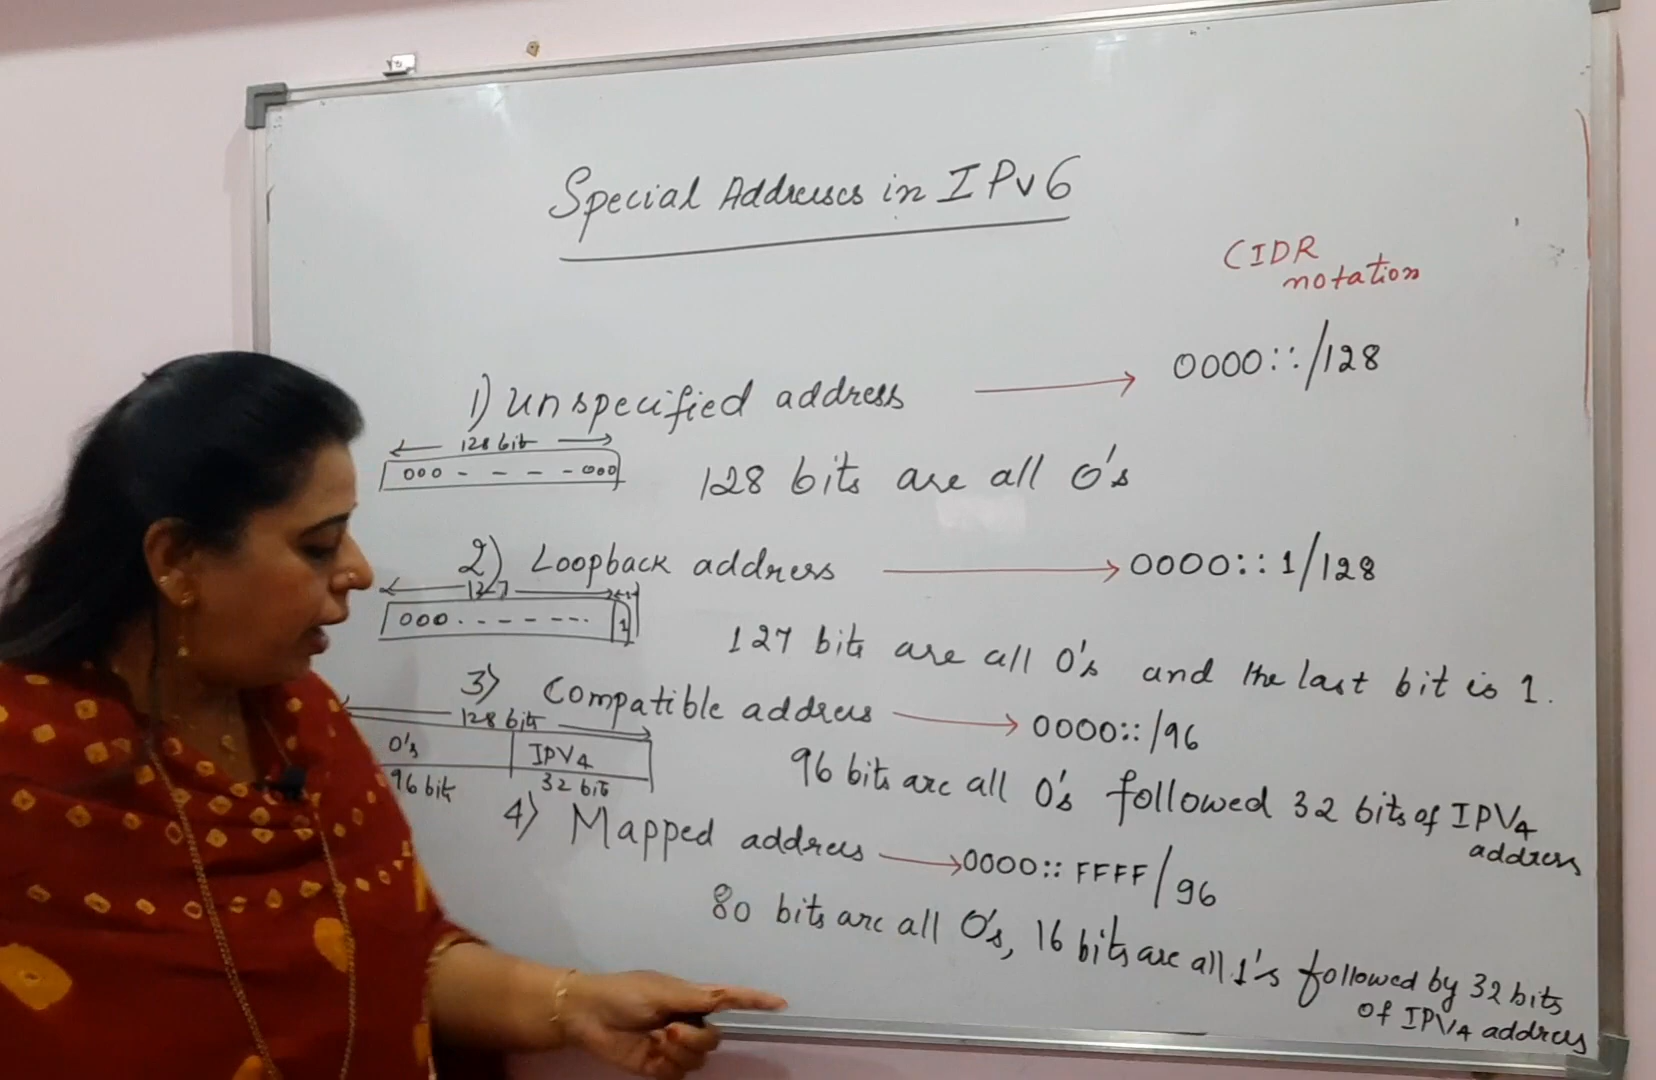 Special Addresses in IPv6
CIDR
notation
1) unspecified address → 0000::/128
128 bit
000 - - - - 000
128 bits are all 0's
2) Loopback address → 0000::1/128
127
000 . - - - - - - . 1
127 bits are all 0's and the last bit is 1.
3) Compatible address → 0000::/96
128 bit
0's IPV4
96 bit 32 bit
96 bits are all 0's followed 32 bits of IPV4
address
4) Mapped address → 0000::FFFF/96
80 bits are all 0's, 16 bits are all 1's followed by 32 bits
of IPV4 address